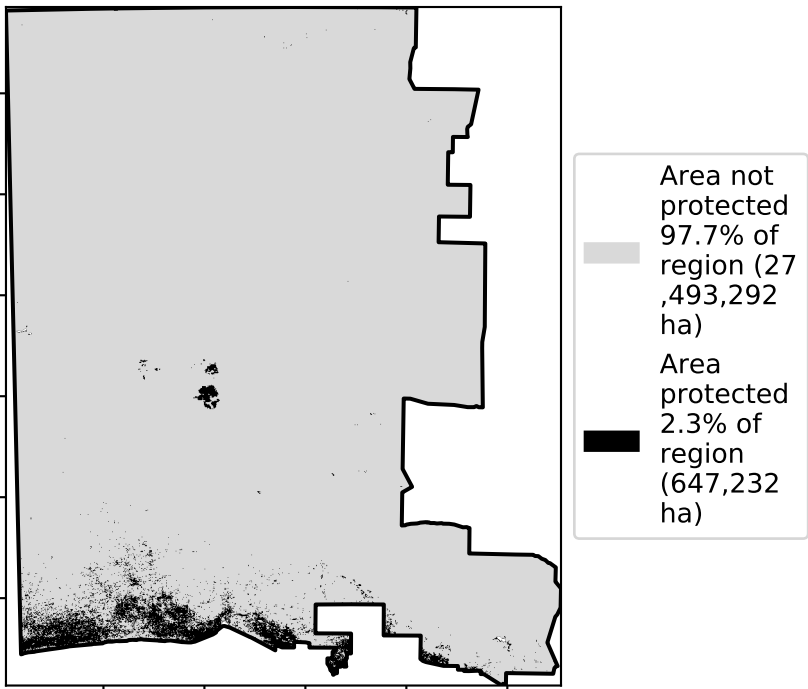 Area not
protected
97.7% of
region (27
,493,292
ha)
Area
protected
2.3% of
region
(647,232
ha)